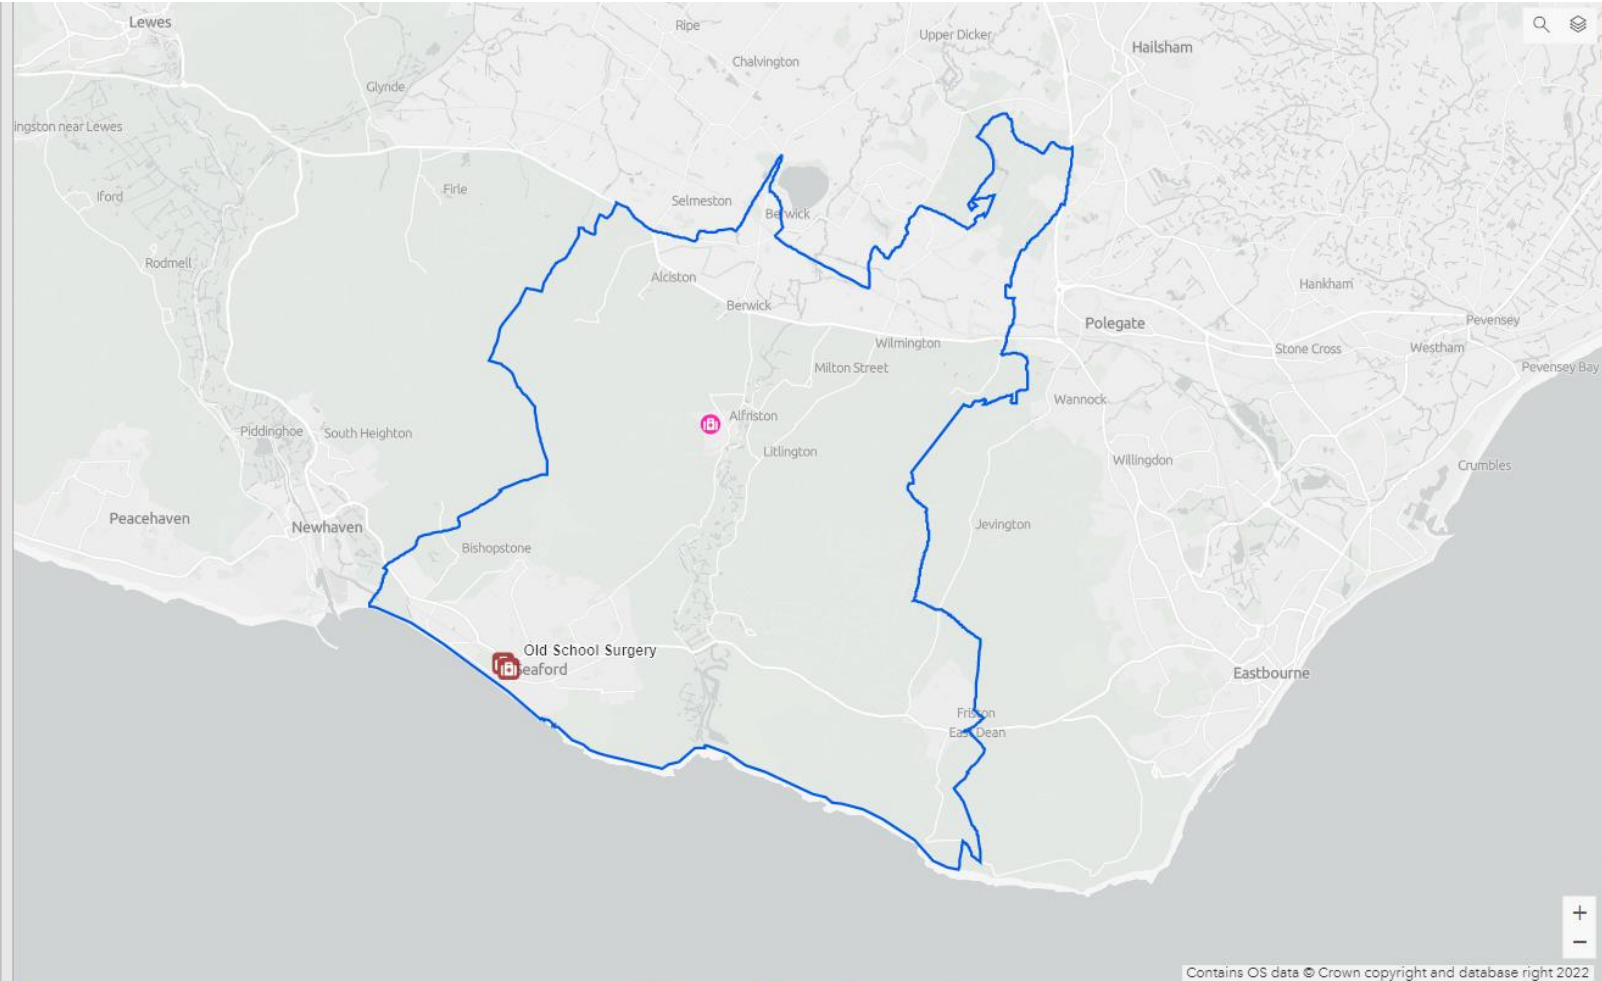 Lewes
Ripe
Upper Dicker
Hailsham
Chalvington
Glynde
ingston near Lewes
Firle
Iford
Selmeston
Berwick
Rodmell
Alciston
Hankham
Berwick
Pevensey
Polegate
Wilmington
Stone Cross
Westham
Milton Street
Pevensey Bay
Wannock
Alfriston
Piddinghoe
South Heighton
Litlington
Willingdon
Crumbles
Peacehaven
Newhaven
Jevington
Bishopstone
Old School Surgery
Seaford
Eastbourne
Friston
East Dean
+
−
Contains OS data © Crown copyright and database right 2022